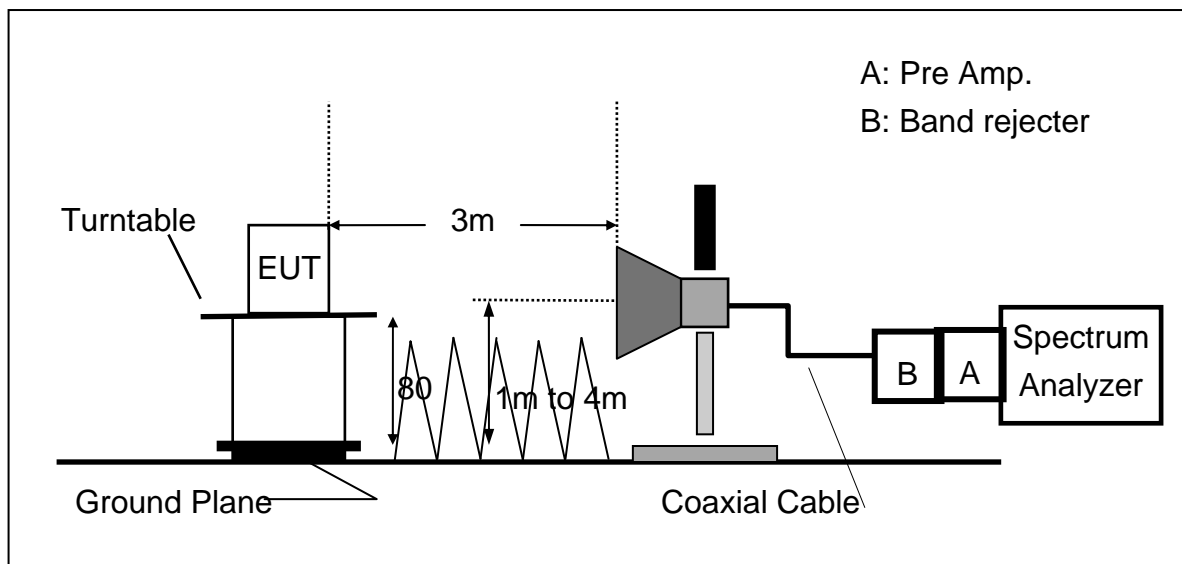 A: Pre Amp.
B: Band rejecter
Turntable
3m
EUT
80
1m to 4m
B
A
Spectrum
Analyzer
Ground Plane
Coaxial Cable